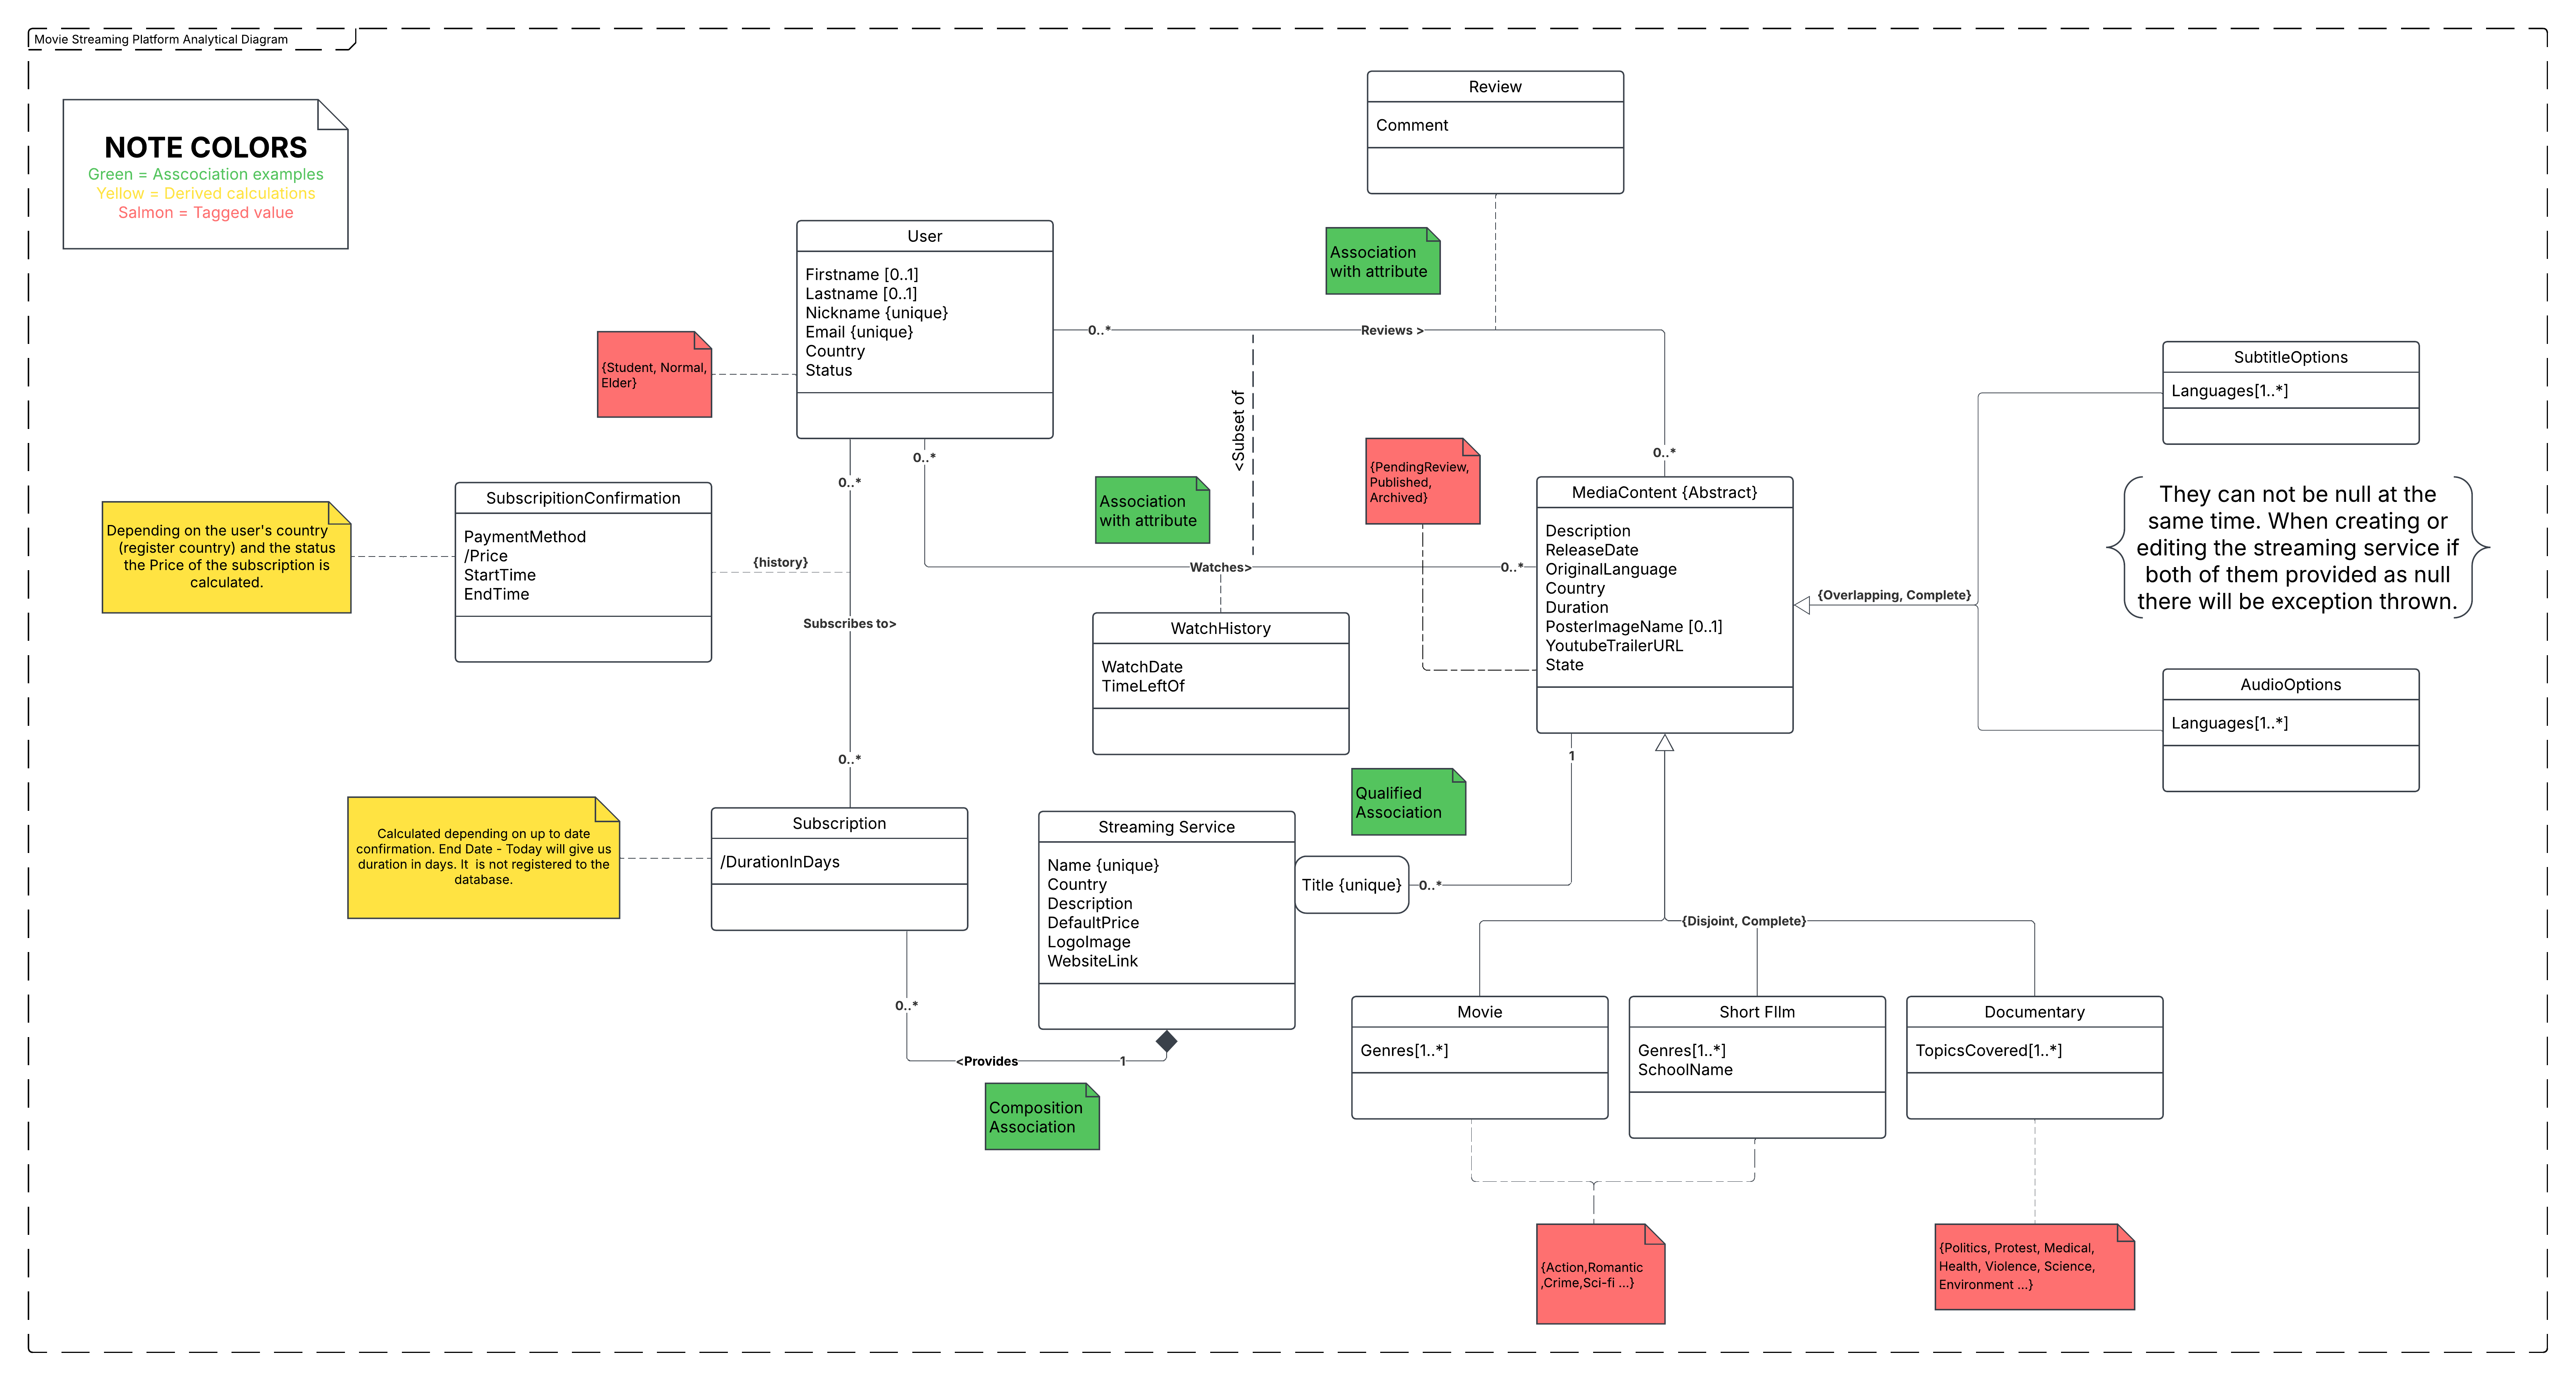 Movie Streaming Platform Analytical Diagram
NOTE COLORS
Green = Asscociation examples
Yellow = Derived calculations
Salmon = Tagged value
Review
Comment
Association
with attribute
User
Firstname [0..1]
Lastname [0..1]
Nickname {unique}
Email {unique}
Country
Status
{Student, Normal,
Elder}
0..*
Reviews >
0..*
<Subset of
SubtitleOptions
Languages[1..*]
They can not be null at the
same time. When creating or
editing the streaming service if
both of them provided as null
there will be exception thrown.
AudioOptions
Languages[1..*]
{Overlapping, Complete}
{PendingReview,
Published,
Archived}
MediaContent {Abstract}
Description
ReleaseDate
OriginalLanguage
Country
Duration
PosterImageName [0..1]
YoutubeTrailerURL
State
Association
with attribute
0..*
Watches>
0..*
WatchHistory
WatchDate
TimeLeftOf
SubscripitionConfirmation
PaymentMethod
/Price
StartTime
EndTime
Depending on the user's country
(register country) and the status
the Price of the subscription is
calculated.
{history}
0..*
Subscribes to>
0..*
Subscription
/DurationInDays
Calculated depending on up to date
confirmation. End Date - Today will give us
duration in days. It is not registered to the
database.
Streaming Service
Name {unique}
Country
Description
DefaultPrice
LogoImage
WebsiteLink
Qualified
Association
Title {unique}
0..*
1
0..*
<Provides
1
Composition
Association
{Disjoint, Complete}
Movie
Genres[1..*]
Short FIlm
Genres[1..*]
SchoolName
Documentary
TopicsCovered[1..*]
{Action,Romantic
,Crime,Sci-fi ...}
{Politics, Protest, Medical,
Health, Violence, Science,
Environment ...}